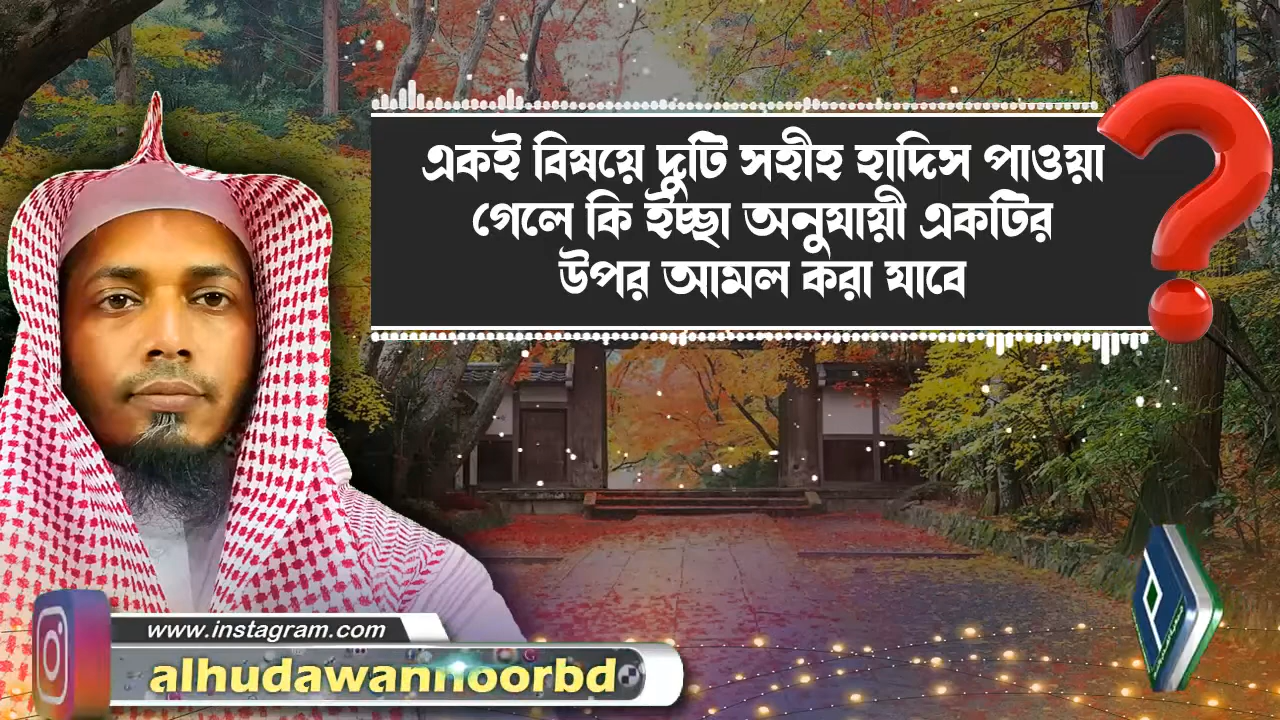 একই বিষয়ে দুটি সহীহ হাদিস পাওয়া
গেলে কি ইচ্ছা অনুযায়ী একটির
উপর আমল করা যাবে
?
www.instagram.com
alhudawannoorbd